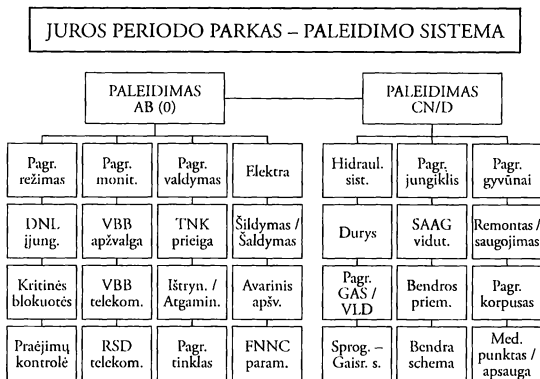 JUROS PERIODO PARKAS – PALEIDIMO SISTEMA
PALEIDIMAS
AB (0)
PALEIDIMAS
CN/D
Pagr.
režimas
Pagr.
monit.
Pagr.
valdymas
Elektra
Hidraul.
sist.
Pagr.
jungiklis
Pagr.
gyvūnai
DNL
įjung.
VBB
apžvalga
TNK
prieiga
Šildymas /
Šaldymas
Durys
SAAG
vidut.
Remontas /
saugojimas
Kritinės
blokuotės
VBB
telekom.
Ištryn. /
Atgamin.
Avarinis
apšv.
Pagr.
GAS /
VLD
Bendros
priem.
Pagr.
korpusas
Praėjimų
kontrolė
RSD
telekom.
Pagr.
tinklas
FNNC
param.
Sprog. –
Gaisr. s.
Bendra
schema
Med.
punktas /
apsauga